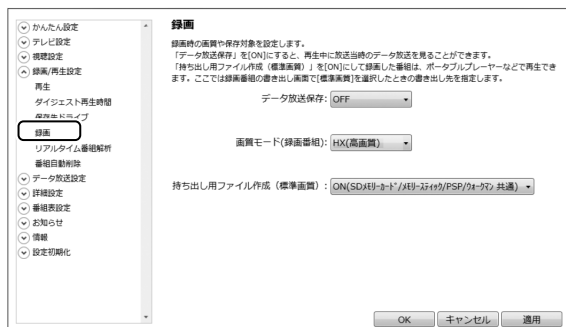 かんたん設定
テレビ設定
視聴設定
録画/再生設定
再生
ダイジェスト再生時間
保存先ドライブ
録画
リアルタイム番組解析
番組自動削除
データ放送設定
詳細設定
番組表設定
お知らせ
情報
設定初期化
録画
録画時の画質や保存対象を設定します。
「データ放送保存」を[ON]にすると、再生中に放送当時のデータ放送を見ることができます。
「持ち出し用ファイル作成（標準画質）」を[ON]にして録画した番組は、ポータブルプレーヤーなどで再生でき
ます。ここでは録画番組の書き出し画面で[標準画質]を選択したときの書き出し先を指定します。
データ放送保存: OFF
画質モード(録画番組): HX(高画質)
持ち出し用ファイル作成（標準画質）: ON(SDﾒﾓﾘｰｶｰﾄﾞ/ﾒﾓﾘｰｽﾃｨｯｸ/PSP/ｳｫｰｸﾏﾝ 共通)
OK キャンセル 適用